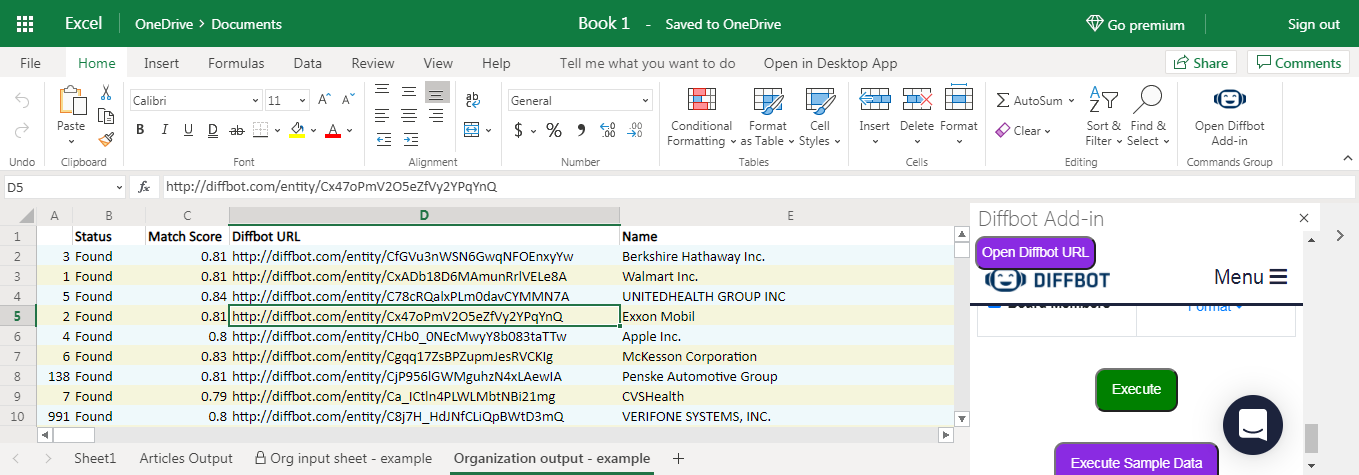 Excel OneDrive > Documents Book 1 - Saved to OneDrive Go premium Sign out
File Home Insert Formulas Data Review View Help Tell me what you want to do Open in Desktop App Share Comments
Paste Calibri 11 General Conditional Formatting Format as Table Cell Styles Insert Delete Format AutoSum Clear Sort & Filter Find & Select Open Diffbot Add-in
B I U D ab ab $ % , .00 .00
Undo Clipboard Font Alignment Number Tables Cells Editing Commands Group
D5 fx http://diffbot.com/entity/Cx47oPmV2O5eZfVy2YPqYnQ
A B C D E
1 Status Match Score Diffbot URL Name
2 3 Found 0.81 http://diffbot.com/entity/CfGVu3nWSN6GwqNFOEnxyYw Berkshire Hathaway Inc.
3 1 Found 0.81 http://diffbot.com/entity/CxADb18D6MAmunRrlVELe8A Walmart Inc.
4 5 Found 0.84 http://diffbot.com/entity/C78cRQalxPLm0davCYMMN7A UNITEDHEALTH GROUP INC
5 2 Found 0.81 http://diffbot.com/entity/Cx47oPmV2O5eZfVy2YPqYnQ Exxon Mobil
6 4 Found 0.8 http://diffbot.com/entity/CHb0_0NEcMwyY8b083taTTw Apple Inc.
7 6 Found 0.83 http://diffbot.com/entity/Cgqq17ZsBPZupmJesRVCKIg McKesson Corporation
8 138 Found 0.81 http://diffbot.com/entity/CjP956lGWMguhzN4xLAewIA Penske Automotive Group
9 7 Found 0.79 http://diffbot.com/entity/Ca_ICtln4PLWLMbtNBi21mg CVSHealth
10 991 Found 0.8 http://diffbot.com/entity/C8j7H_HdJNfCLiQpBWtD3mQ VERIFONE SYSTEMS, INC.
Sheet1 Articles Output Org input sheet - example Organization output - example
Diffbot Add-in
Open Diffbot URL
DIFFBOT Menu
Board Members Format
Execute
Execute Sample Data